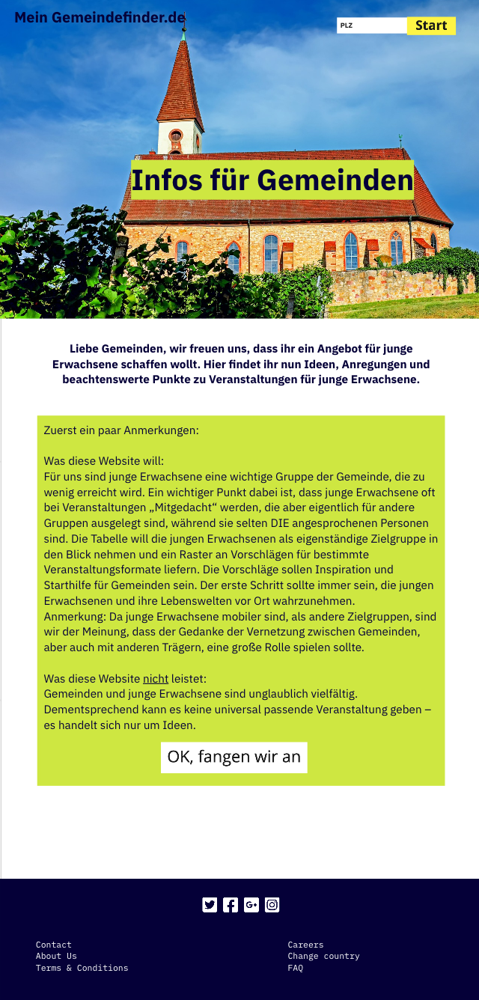 Mein Gemeindefinder.de
PLZ
Start
Infos für Gemeinden
Liebe Gemeinden, wir freuen uns, dass ihr ein Angebot für junge
Erwachsene schaffen wollt. Hier findet ihr nun Ideen, Anregungen und
beachtenswerte Punkte zu Veranstaltungen für junge Erwachsene.
Zuerst ein paar Anmerkungen:
Was diese Website will:
Für uns sind junge Erwachsene eine wichtige Gruppe der Gemeinde, die zu
wenig erreicht wird. Ein wichtiger Punkt dabei ist, dass junge Erwachsene oft
bei Veranstaltungen „Mitgedacht“ werden, die aber eigentlich für andere
Gruppen ausgelegt sind, während sie selten DIE angesprochenen Personen
sind. Die Tabelle will die jungen Erwachsenen als eigenständige Zielgruppe in
den Blick nehmen und ein Raster an Vorschlägen für bestimmte
Veranstaltungsformate liefern. Die Vorschläge sollen Inspiration und
Starthilfe für Gemeinden sein. Der erste Schritt sollte immer sein, die jungen
Erwachsenen und ihre Lebenswelten vor Ort wahrzunehmen.
Anmerkung: Da junge Erwachsene mobiler sind, als andere Zielgruppen, sind
wir der Meinung, dass der Gedanke der Vernetzung zwischen Gemeinden,
aber auch mit anderen Trägern, eine große Rolle spielen sollte.
Was diese Website nicht leistet:
Gemeinden und junge Erwachsene sind unglaublich vielfältig.
Dementsprechend kann es keine universal passende Veranstaltung geben –
es handelt sich nur um Ideen.
OK, fangen wir an
Contact
About Us
Terms & Conditions
Careers
Change country
FAQ